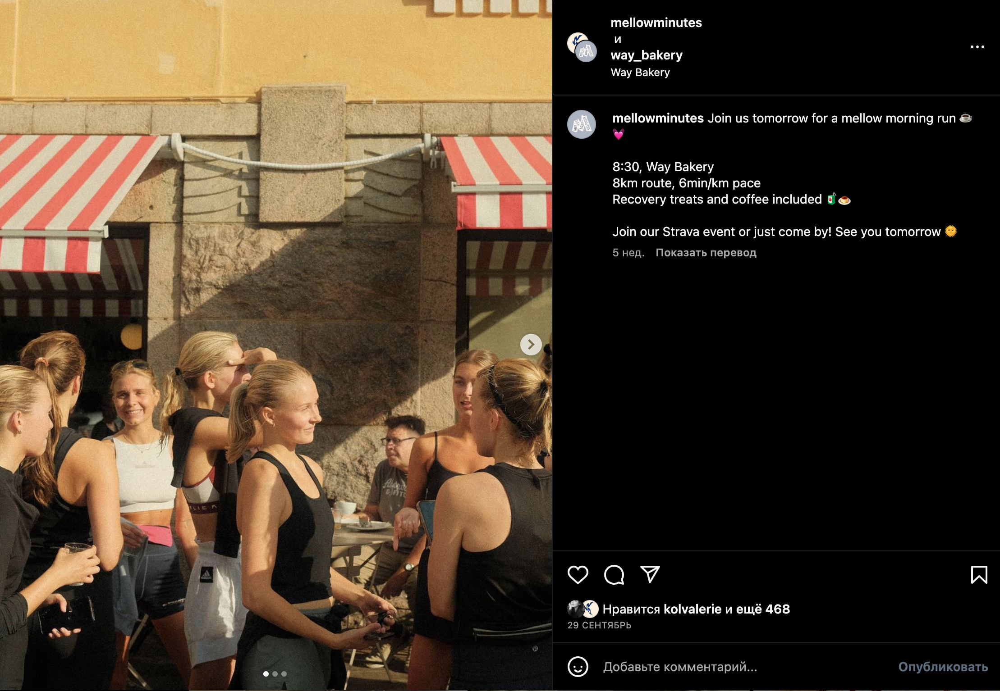 mellowminutes
и
way_bakery
Way Bakery
mellowminutes Join us tomorrow for a mellow morning run ☕
💓
8:30, Way Bakery
8km route, 6min/km pace
Recovery treats and coffee included 🧃🍮
Join our Strava event or just come by! See you tomorrow 🌞
5 нед. Показать перевод
Нравится kolvalerie и ещё 468
29 СЕНТЯБРЬ
Добавьте комментарий...
Опубликовать